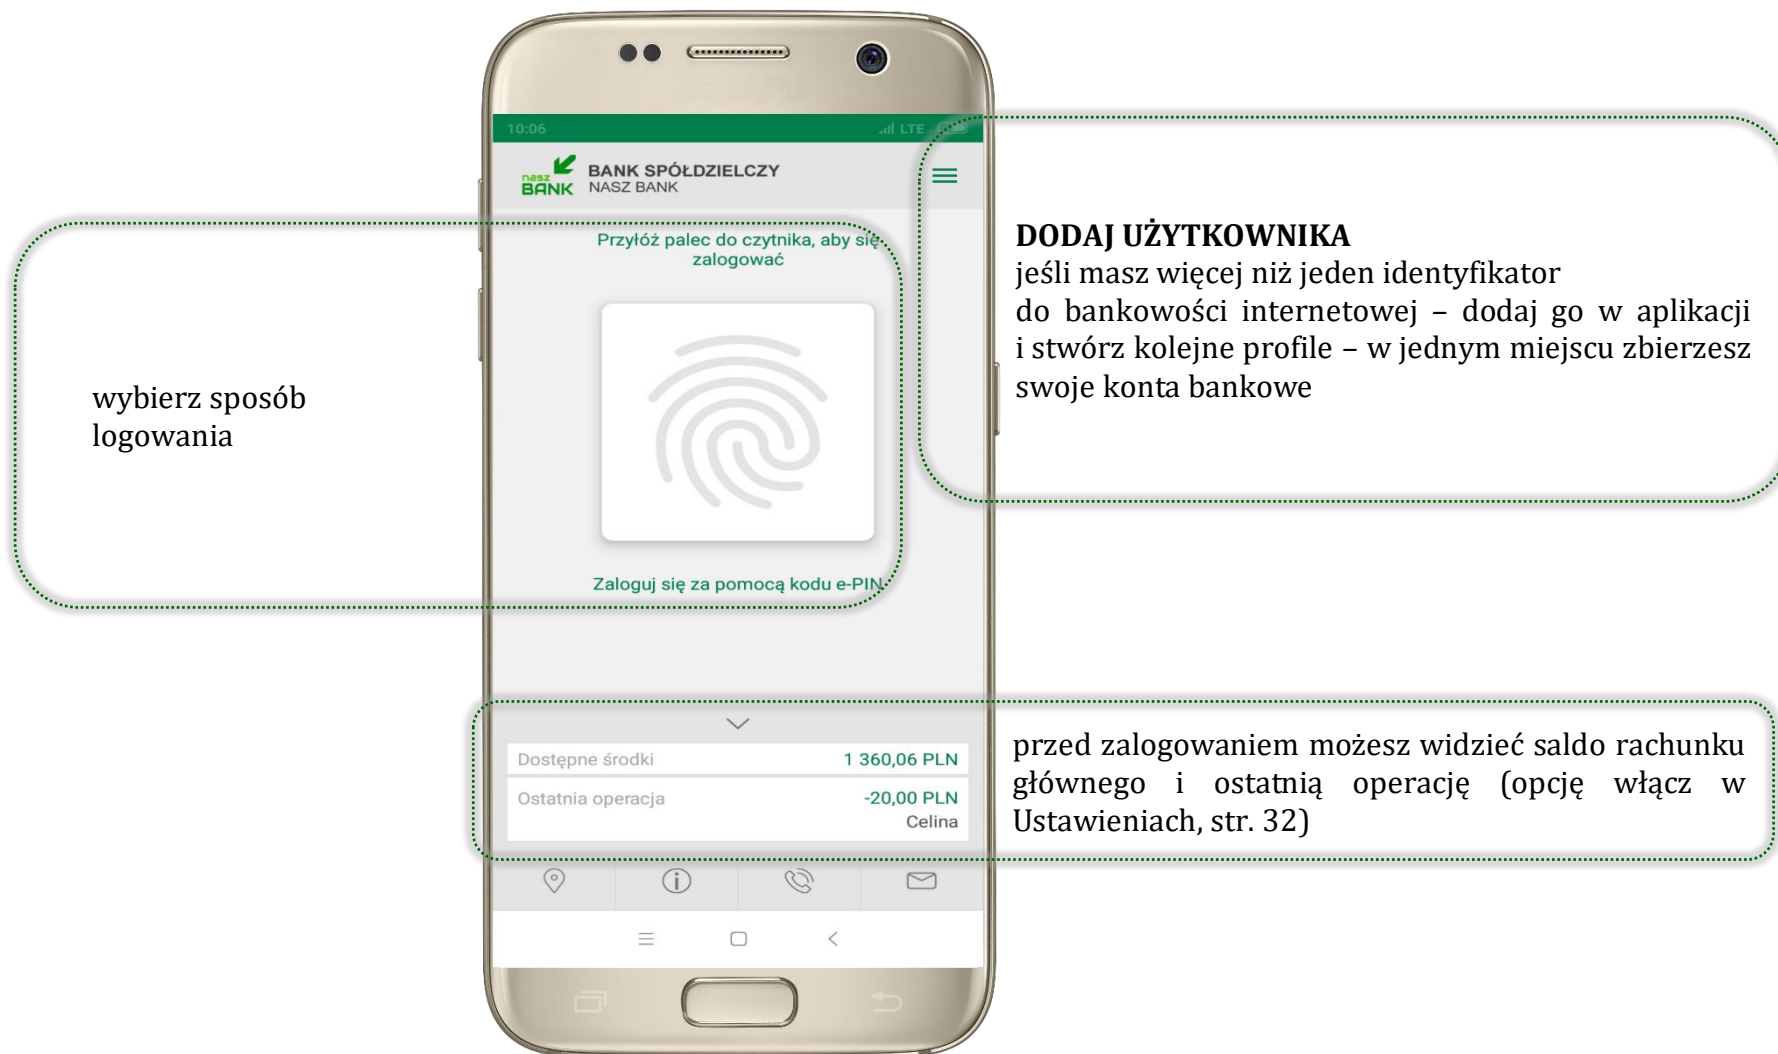 10:06
LTE
nasz
BANK
BANK SPÓŁDZIELCZY
NASZ BANK
Przyłóż palec do czytnika, aby się
zalogować
wybierz sposób
logowania
Zaloguj się za pomocą kodu e-PIN
DODAJ UŻYTKOWNIKA
jeśli masz więcej niż jeden identyfikator
do bankowości internetowej – dodaj go w aplikacji
i stwórz kolejne profile – w jednym miejscu zbierzesz
swoje konta bankowe
Dostępne środki 1 360,06 PLN
Ostatnia operacja -20,00 PLN
Celina
przed zalogowaniem możesz widzieć saldo rachunku
głównego i ostatnią operację (opcję włącz w
Ustawieniach, str. 32)